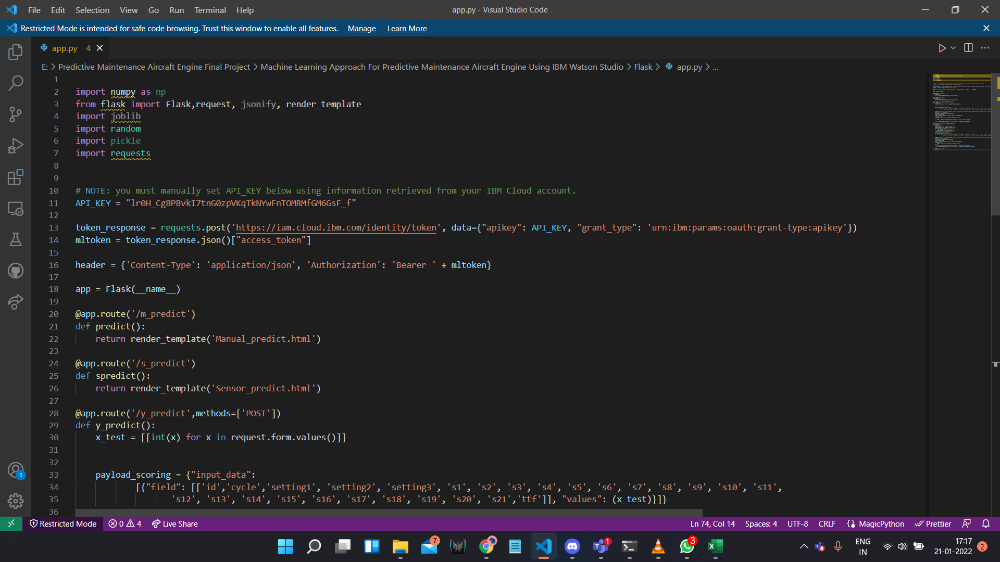 File Edit Selection View Go Run Terminal Help
app.py - Visual Studio Code
Restricted Mode is intended for safe code browsing. Trust this window to enable all features. Manage Learn More
app.py 4
E: > Predictive Maintenance Aircraft Engine Final Project > Machine Learning Approach For Predictive Maintenance Aircraft Engine Using IBM Watson Studio > Flask > app.py > ...
1
2 import numpy as np
3 from flask import Flask,request, jsonify, render_template
4 import joblib
5 import random
6 import pickle
7 import requests
8
9
10 # NOTE: you must manually set API_KEY below using information retrieved from your IBM Cloud account.
11 API_KEY = "lr0H_CgBPBvkI7tnG0zpVKqTkNYwFnTOMRMfGM6GsF_f"
12
13 token_response = requests.post('https://iam.cloud.ibm.com/identity/token', data={"apikey": API_KEY, "grant_type": 'urn:ibm:params:oauth:grant-type:apikey'})
14 mltoken = token_response.json()["access_token"]
15
16 header = {'Content-Type': 'application/json', 'Authorization': 'Bearer ' + mltoken}
17
18 app = Flask(__name__)
19
20 @app.route('/m_predict')
21 def predict():
22     return render_template('Manual_predict.html')
23
24 @app.route('/s_predict')
25 def spredict():
26     return render_template('Sensor_predict.html')
27
28 @app.route('/y_predict',methods=['POST'])
29 def y_predict():
30     x_test = [[int(x) for x in request.form.values()]]
31
32
33     payload_scoring = {"input_data":
34             [{"field": [['id','cycle','setting1', 'setting2', 'setting3', 's1', 's2', 's3', 's4', 's5', 's6', 's7', 's8', 's9', 's10', 's11',
35                    's12', 's13', 's14', 's15', 's16', 's17', 's18', 's19', 's20', 's21','ttf']], "values": (x_test)}]}
36
1
Restricted Mode 0 4 Live Share Ln 74, Col 14 Spaces: 4 UTF-8 CRLF MagicPython Prettier
7 1 3
ENG
IN
17:17
21-01-2022
2